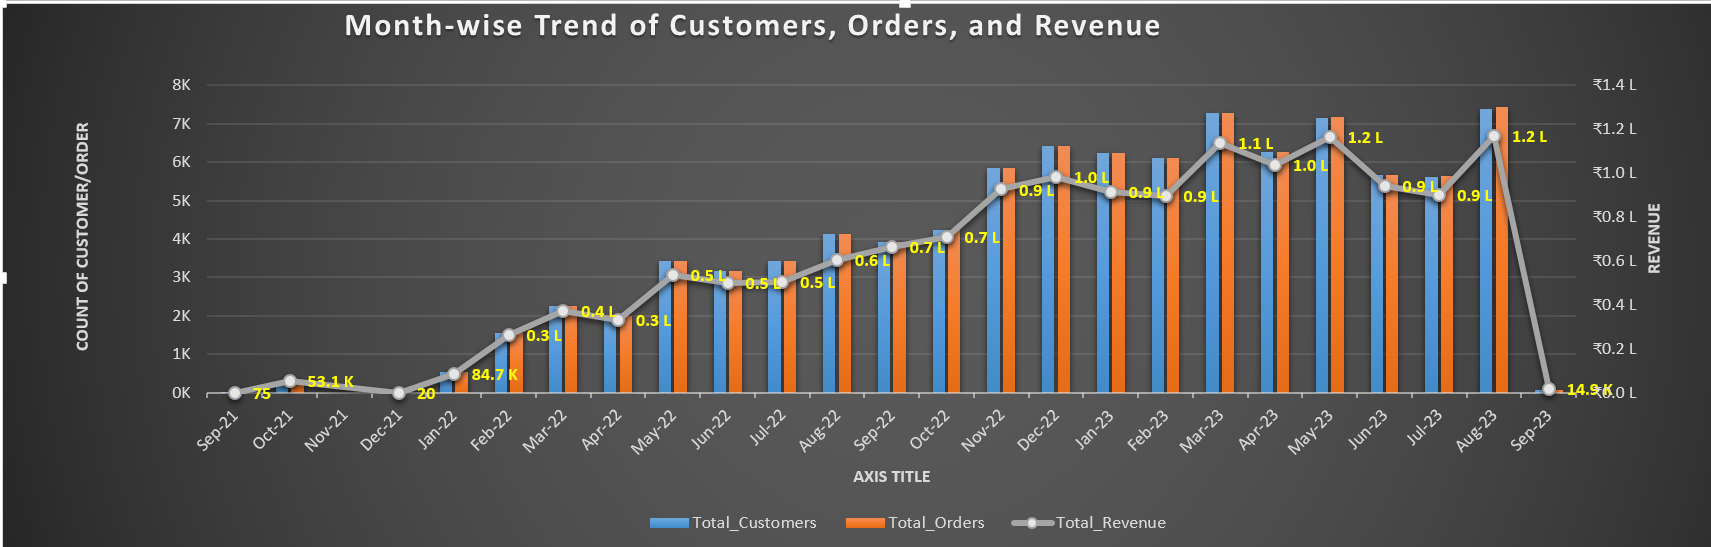 Month-wise Trend of Customers, Orders, and Revenue
COUNT OF CUSTOMER/ORDER
8K
7K
6K
5K
4K
3K
2K
1K
0K
₹1.4 L
₹1.2 L
₹1.0 L
₹0.8 L
₹0.6 L
₹0.4 L
₹0.2 L
₹0.0 L
REVENUE
75
53.1 K
20
84.7 K
0.3 L
0.4 L
0.3 L
0.5 L
0.5 L
0.5 L
0.6 L
0.7 L
0.7 L
0.9 L
1.0 L
0.9 L
0.9 L
1.1 L
1.0 L
1.2 L
0.9 L
0.9 L
1.2 L
14.9 K
Sep-21
Oct-21
Nov-21
Dec-21
Jan-22
Feb-22
Mar-22
Apr-22
May-22
Jun-22
Jul-22
Aug-22
Sep-22
Oct-22
Nov-22
Dec-22
Jan-23
Feb-23
Mar-23
Apr-23
May-23
Jun-23
Jul-23
Aug-23
Sep-23
AXIS TITLE
Total_Customers
Total_Orders
Total_Revenue